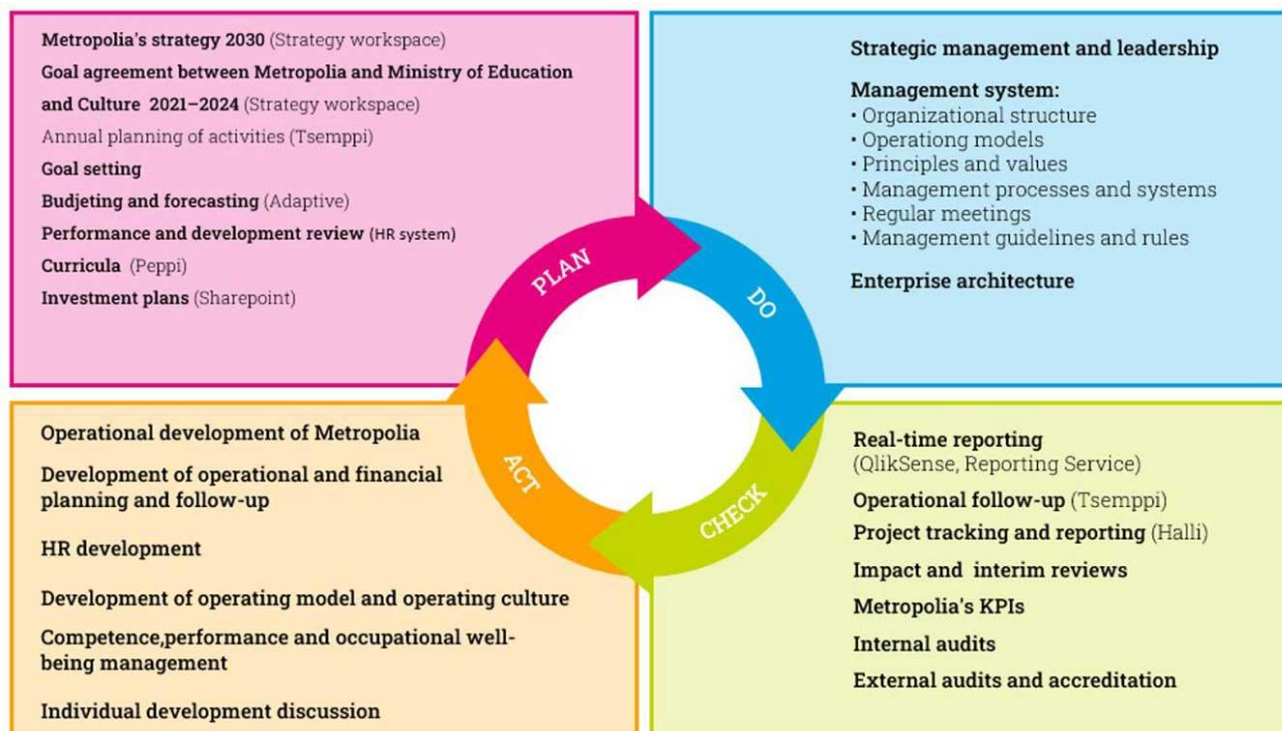 Metropolia's strategy 2030 (Strategy workspace)
Goal agreement between Metropolia and Ministry of Education
and Culture 2021–2024 (Strategy workspace)
Annual planning of activities (Tsemppi)
Goal setting
Budjeting and forecasting (Adaptive)
Performance and development review (HR system)
Curricula (Peppi)
Investment plans (Sharepoint)
Strategic management and leadership
Management system:
• Organizational structure
• Operationg models
• Principles and values
• Management processes and systems
• Regular meetings
• Management guidelines and rules
Enterprise architecture
PLAN
DO
ACT
CHECK
Operational development of Metropolia
Development of operational and financial
planning and follow-up
HR development
Development of operating model and operating culture
Competence,performance and occupational well-
being management
Individual development discussion
Real-time reporting
(QlikSense, Reporting Service)
Operational follow-up (Tsemppi)
Project tracking and reporting (Halli)
Impact and interim reviews
Metropolia's KPIs
Internal audits
External audits and accreditation